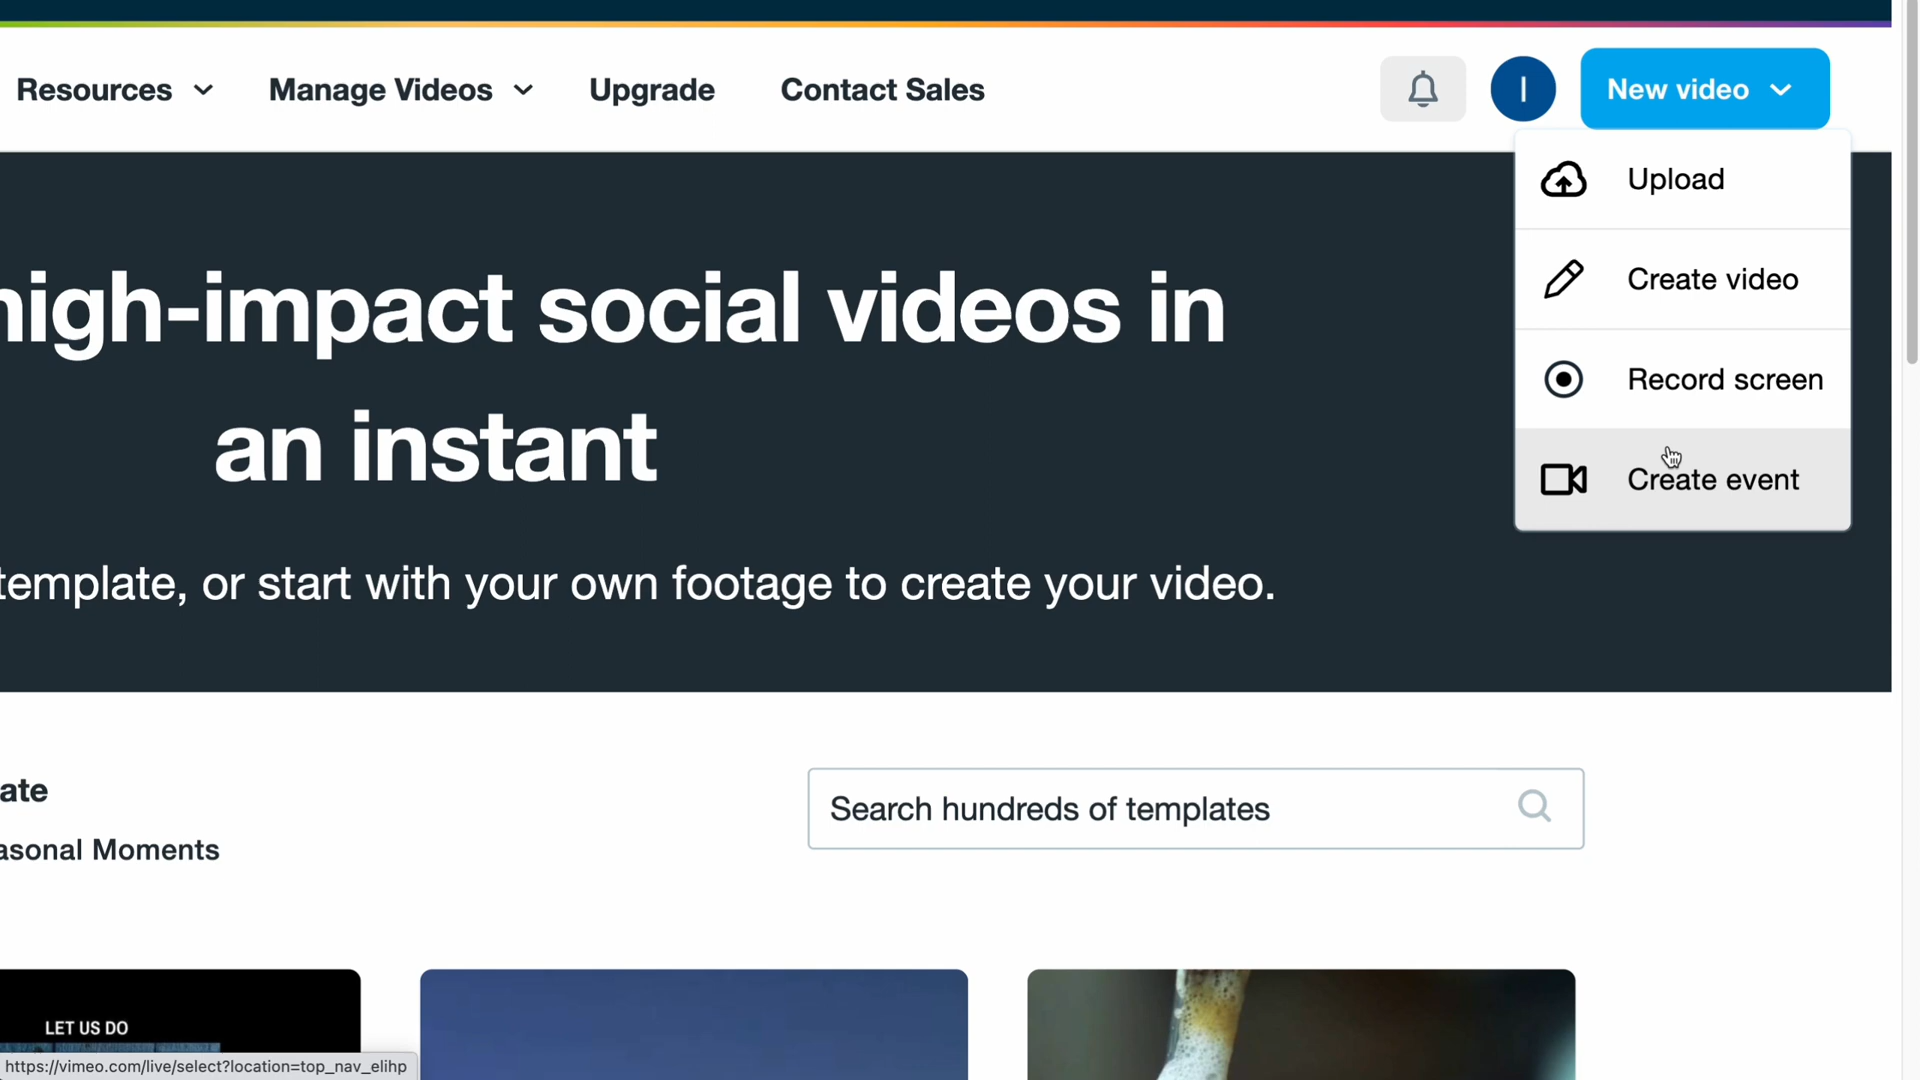 Resources
Manage Videos
Upgrade
Contact Sales
I
New video
Upload
Create video
Record screen
Create event
high-impact social videos in
an instant
template, or start with your own footage to create your video.
ate
asonal Moments
Search hundreds of templates
LET US DO
https://vimeo.com/live/select?location=top_nav_elihp